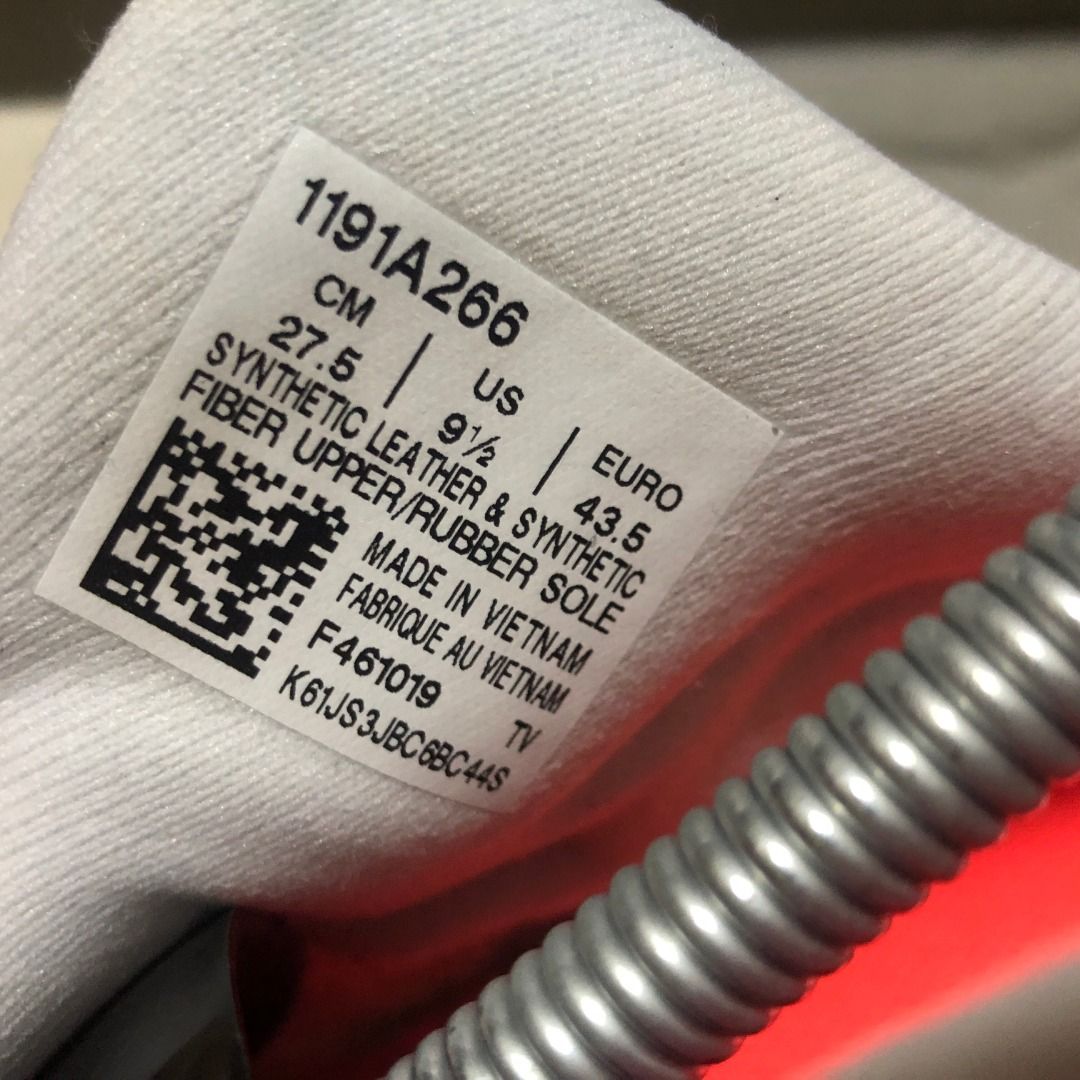 1191A266
CM | US | EURO
27.5 | 9½ | 43.5
SYNTHETIC LEATHER & SYNTHETIC
FIBER UPPER/RUBBER SOLE
MADE IN VIETNAM
FABRIQUE AU VIETNAM
F461019 TV
K61JS3JBC6BC44S